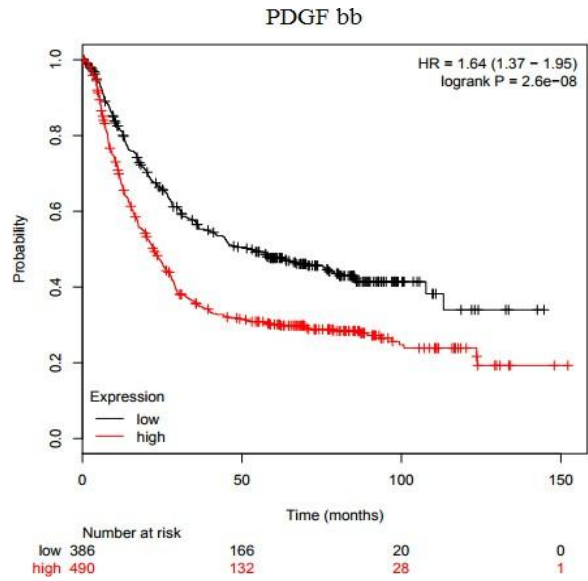 PDGF bb
HR = 1.64 (1.37 − 1.95)
logrank P = 2.6e−08
1.0
0.8
0.6
0.4
0.2
0.0
Probability
Expression
low
high
0 50 100 150
Time (months)
Number at risk
low 386 166 20 0
high 490 132 28 1